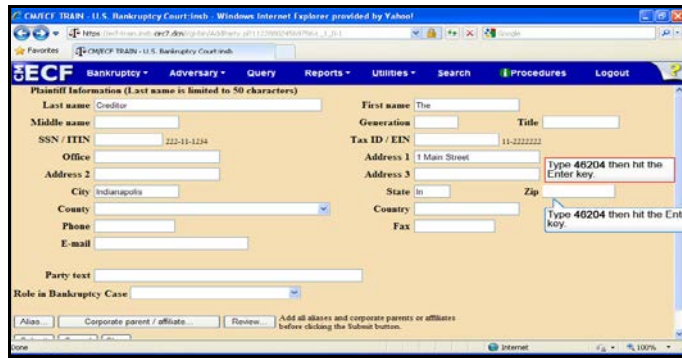 CM/ECF TRAIN - U.S. Bankruptcy Court:insb - Windows Internet Explorer provided by Yahoo!
Google
Favorites CM/ECF TRAIN - U.S. Bankruptcy Court:insb
ECF Bankruptcy Adversary Query Reports Utilities Search Procedures Logout ?
Plaintiff Information (Last name is limited to 50 characters)
Last name Creditor First name The
Middle name Generation Title
SSN / ITIN 222-11-1234 Tax ID / EIN 11-2222222
Office Address 1 1 Main Street
Type 46204 then hit the
Enter key.
Address 2 Address 3
City Indianapolis State In Zip
County Country
Type 46204 then hit the Ent
key.
Phone Fax
E-mail
Party text
Role in Bankruptcy Case
Alias... Corporate parent / affiliate... Review... Add all aliases and corporate parents or affiliates
before clicking the Submit button.
Done Internet 100%